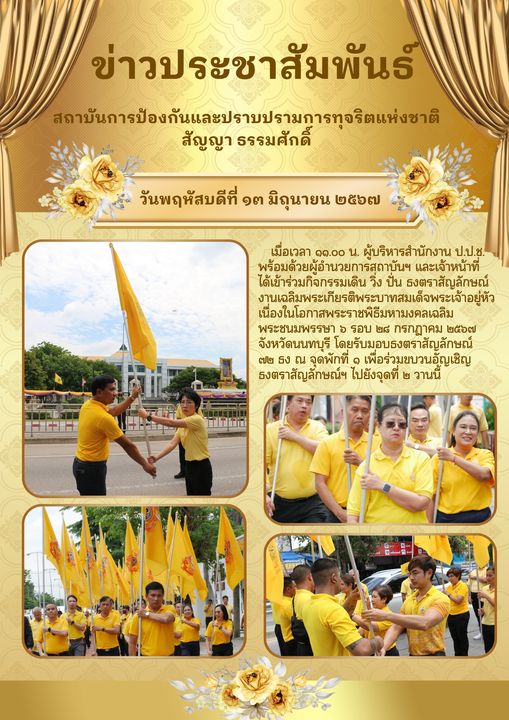 ข่าวประชาสัมพันธ์
สถาบันการป้องกันและปราบปรามการทุจริตแห่งชาติ
สัญญา ธรรมศักดิ์
วันพฤหัสบดีที่ ๑๓ มิถุนายน ๒๕๖๗
เมื่อเวลา ๑๑.๐๐ น. ผู้บริหารสำนักงาน ป.ป.ช.
พร้อมด้วยผู้อำนวยการสถาบันฯ และเจ้าหน้าที่
ได้เข้าร่วมกิจกรรมเดิน วิ่ง ปั่น ธงตราสัญลักษณ์
งานเฉลิมพระเกียรติพระบาทสมเด็จพระเจ้าอยู่หัว
เนื่องในโอกาสพระราชพิธีมหามงคลเฉลิม
พระชนมพรรษา ๖ รอบ ๒๘ กรกฎาคม ๒๕๖๗
จังหวัดนนทบุรี โดยรับมอบธงตราสัญลักษณ์
๗๒ ธง ณ จุดพักที่ ๑ เพื่อร่วมขบวนอัญเชิญ
ธงตราสัญลักษณ์ฯ ไปยังจุดที่ ๒ วานนี้